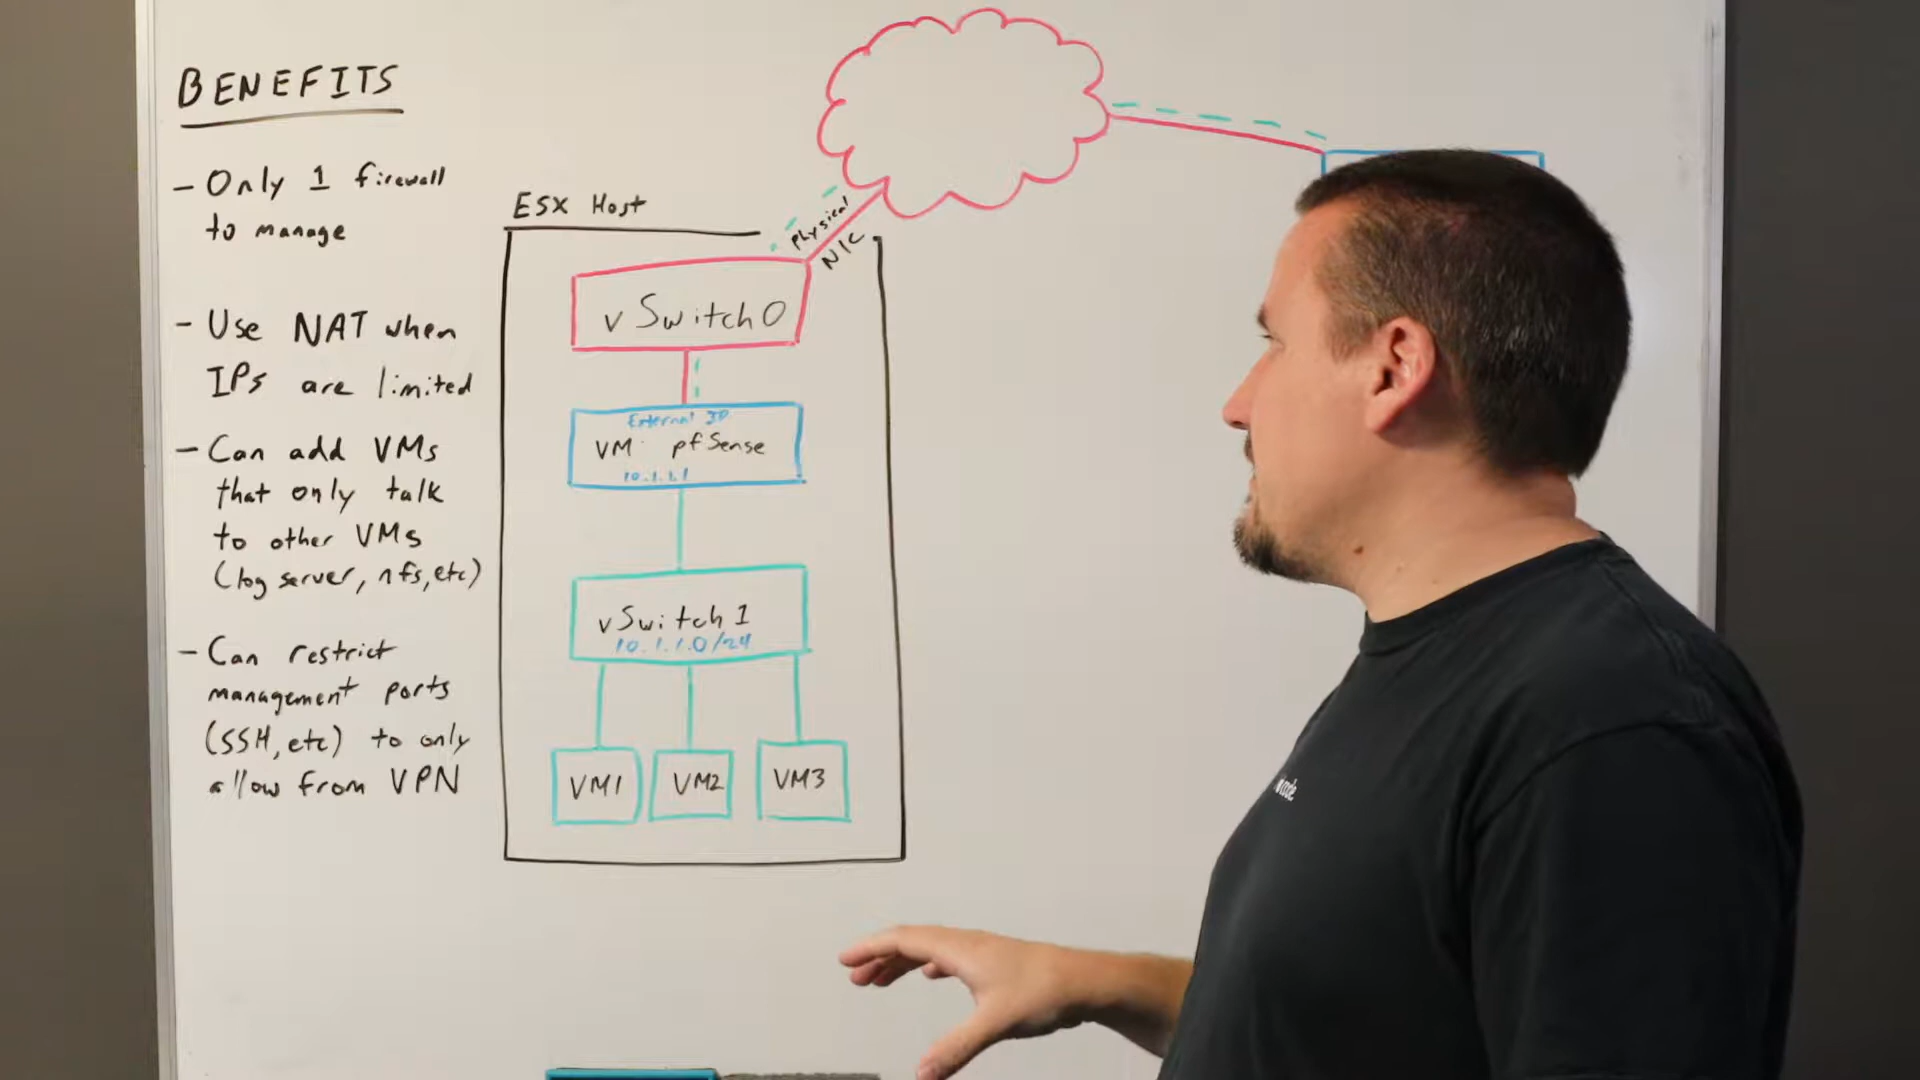 BENEFITS
- Only 1 firewall
to manage
- Use NAT when
IPs are limited
- Can add VMs
that only talk
to other VMs
(log server, nfs, etc)
- Can restrict
management ports
(SSH, etc) to only
allow from VPN
ESX Host
Physical
NIC
vSwitch0
External IP
VM: pfSense
10.1.1.1
vSwitch1
10.1.1.0/24
VM1
VM2
VM3